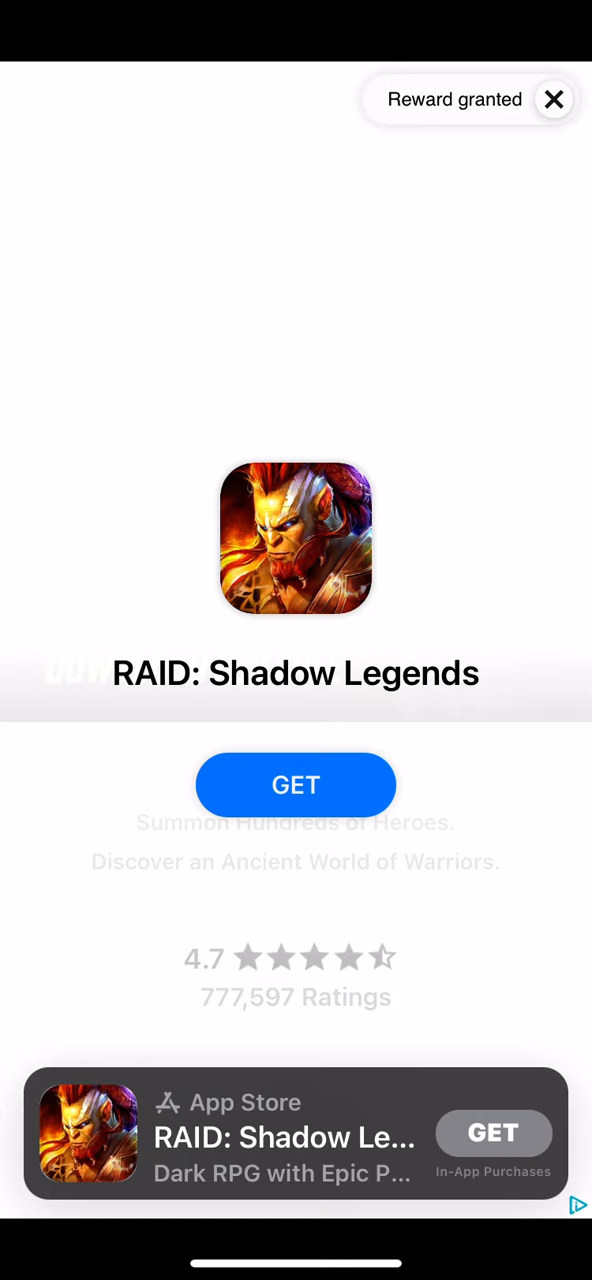 Reward granted
RAID: Shadow Legends
GET
Summon Hundreds of Heroes.
Discover an Ancient World of Warriors.
4.7
777,597 Ratings
App Store
RAID: Shadow Le...
Dark RPG with Epic P...
GET
In-App Purchases